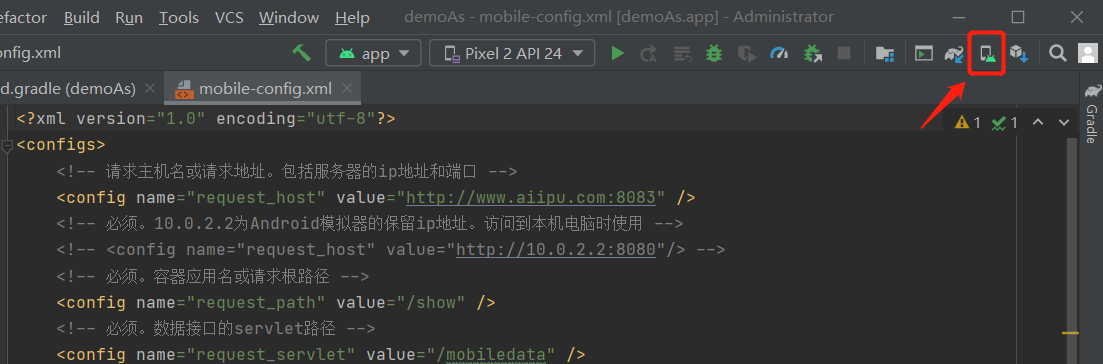 efactor Build Run Tools VCS Window Help demoAs - mobile-config.xml [demoAs.app] - Administrator
onfig.xml app Pixel 2 API 24
d.gradle (demoAs) mobile-config.xml
<?xml version="1.0" encoding="utf-8"?> 1 1
<configs>
Gradle
<!-- 请求主机名或请求地址。包括服务器的ip地址和端口 -->
<config name="request_host" value="http://www.aiipu.com:8083" />
<!-- 必须。10.0.2.2为Android模拟器的保留ip地址。访问到本机电脑时使用 -->
<!-- <config name="request_host" value="http://10.0.2.2:8080"/> -->
<!-- 必须。容器应用名或请求根路径 -->
<config name="request_path" value="/show" />
<!-- 必须。数据接口的servlet路径 -->
<config name="request_servlet" value="/mobiledata" />